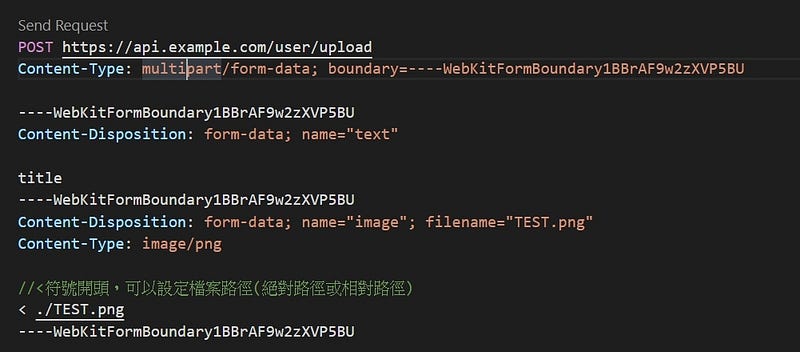 Send Request
POST https://api.example.com/user/upload
Content-Type: multipart/form-data; boundary=----WebKitFormBoundary1BBrAF9w2zXVP5BU
----WebKitFormBoundary1BBrAF9w2zXVP5BU
Content-Disposition: form-data; name="text"
title
----WebKitFormBoundary1BBrAF9w2zXVP5BU
Content-Disposition: form-data; name="image"; filename="TEST.png"
Content-Type: image/png
//<符號開頭，可以設定檔案路徑(絕對路徑或相對路徑)
< ./TEST.png
----WebKitFormBoundary1BBrAF9w2zXVP5BU